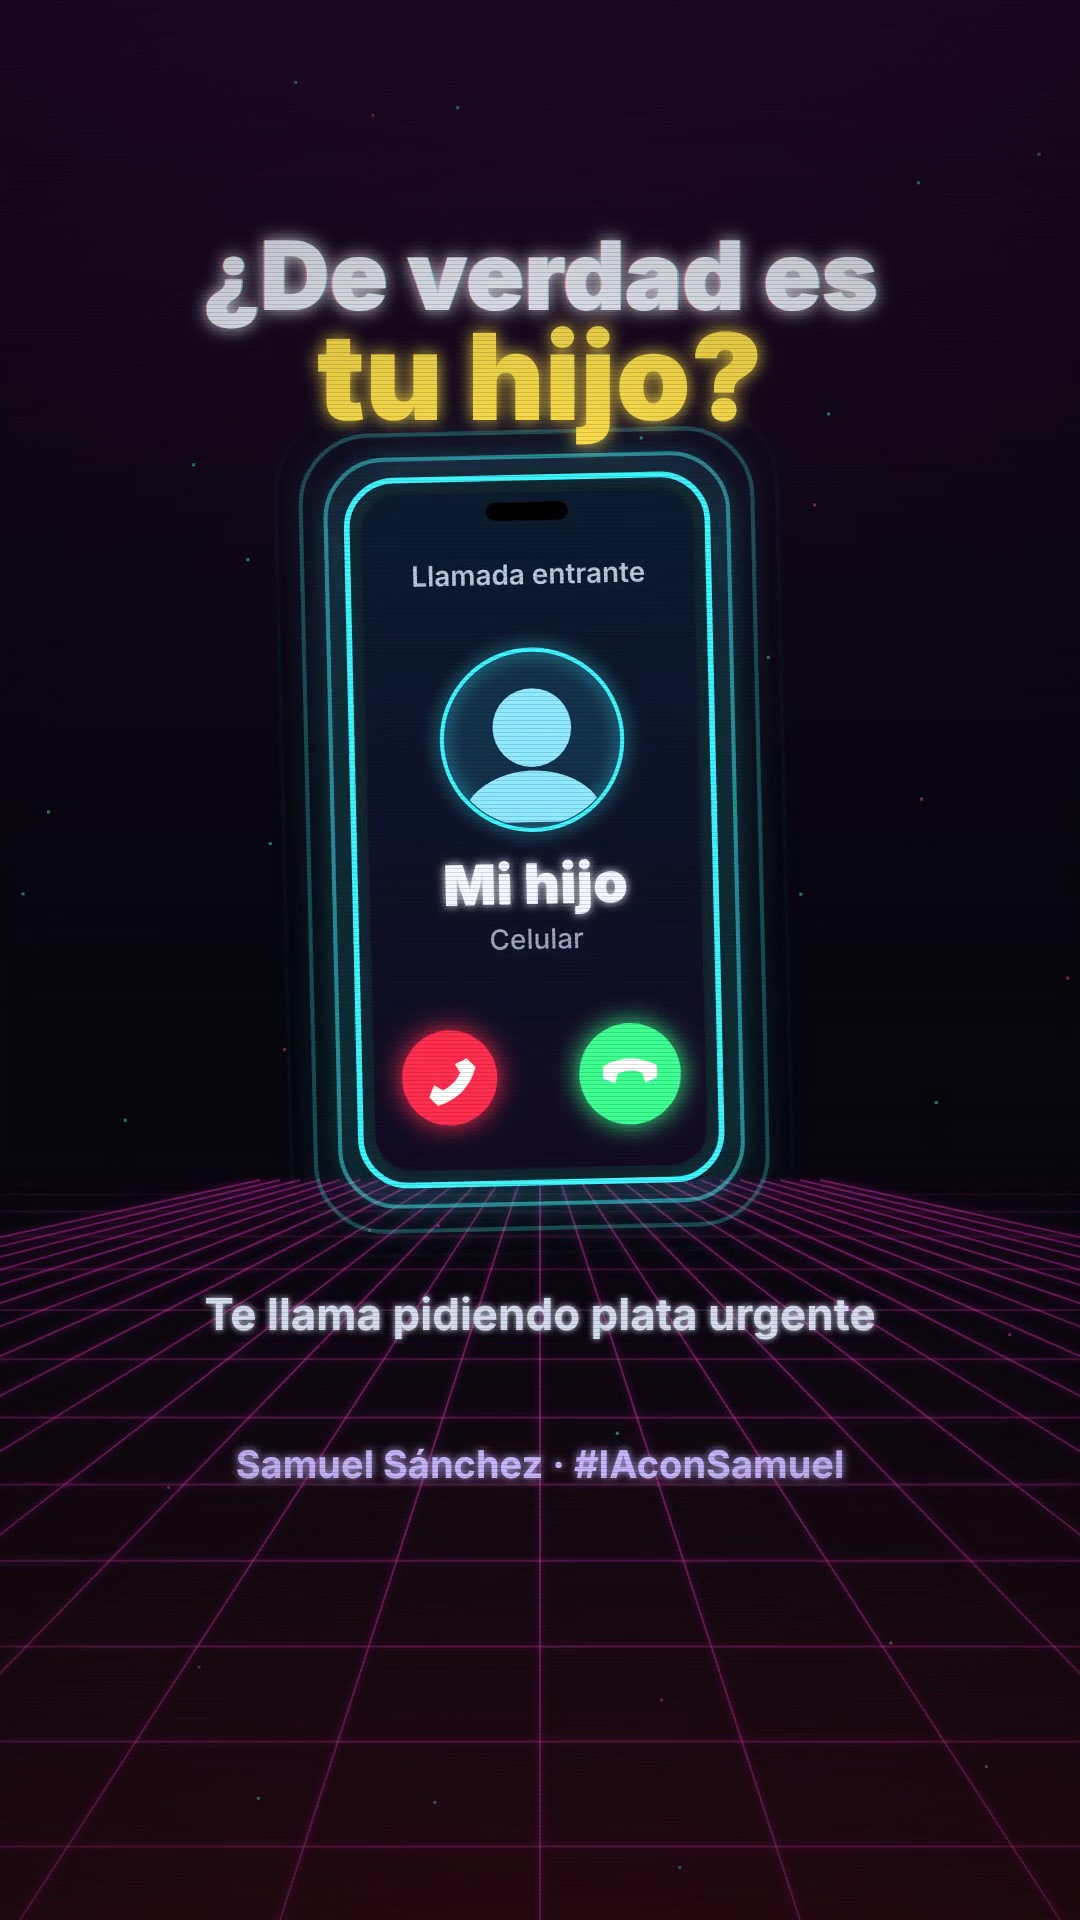 ¿De verdad es
tu hijo?
Llamada entrante
Mi hijo
Celular
Te llama pidiendo plata urgente
Samuel Sánchez · #IAconSamuel